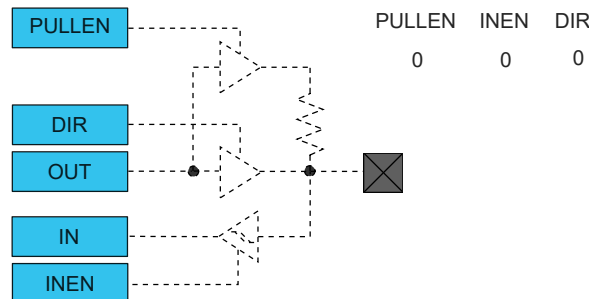 PULLEN
PULLEN INEN DIR
0 0 0
DIR
OUT
IN
INEN